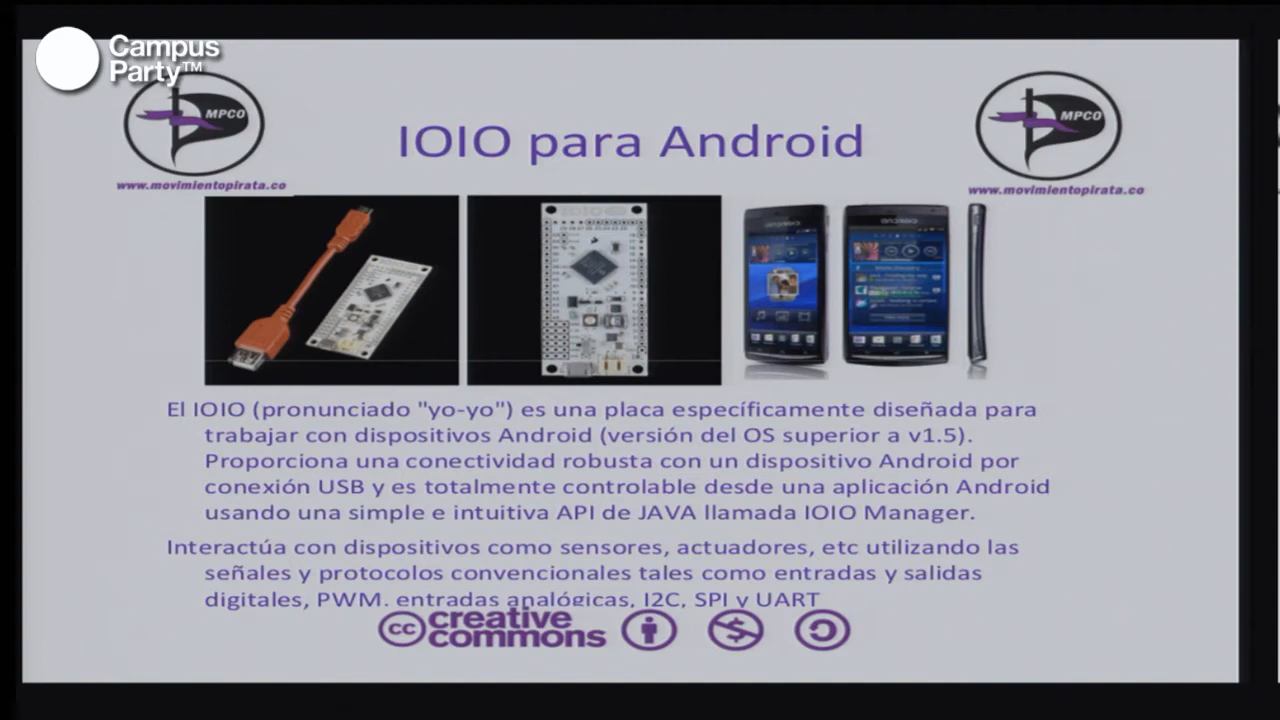 Campus
Party™
MPCO
www.movimientopirata.co
IOIO para Android
MPCO
www.movimientopirata.co
El IOIO (pronunciado "yo-yo") es una placa específicamente diseñada para
trabajar con dispositivos Android (versión del OS superior a v1.5).
Proporciona una conectividad robusta con un dispositivo Android por
conexión USB y es totalmente controlable desde una aplicación Android
usando una simple e intuitiva API de JAVA llamada IOIO Manager.
Interactúa con dispositivos como sensores, actuadores, etc utilizando las
señales y protocolos convencionales tales como entradas y salidas
digitales, PWM, entradas analógicas, I2C, SPI y UART
cc creative
commons